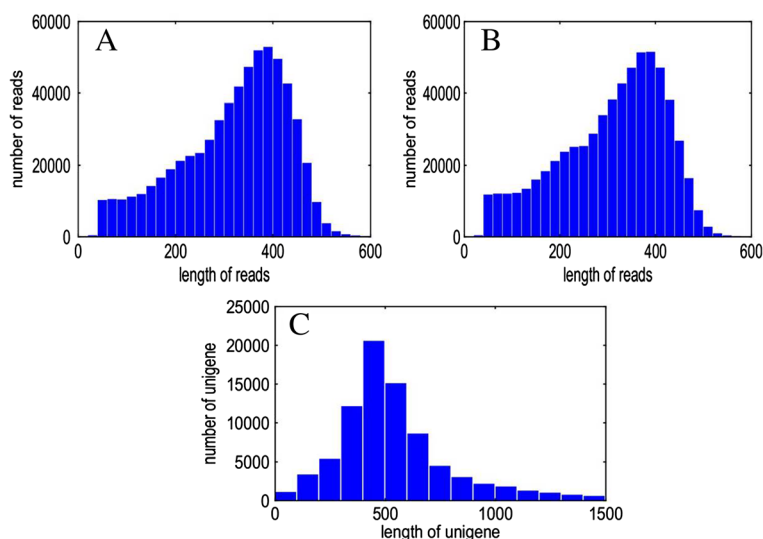 A
number of reads
60000
40000
20000
0
0 200 400 600
length of reads
B
number of reads
60000
40000
20000
0
0 200 400 600
length of reads
C
number of unigene
25000
20000
15000
10000
5000
0
0 500 1000 1500
length of unigene